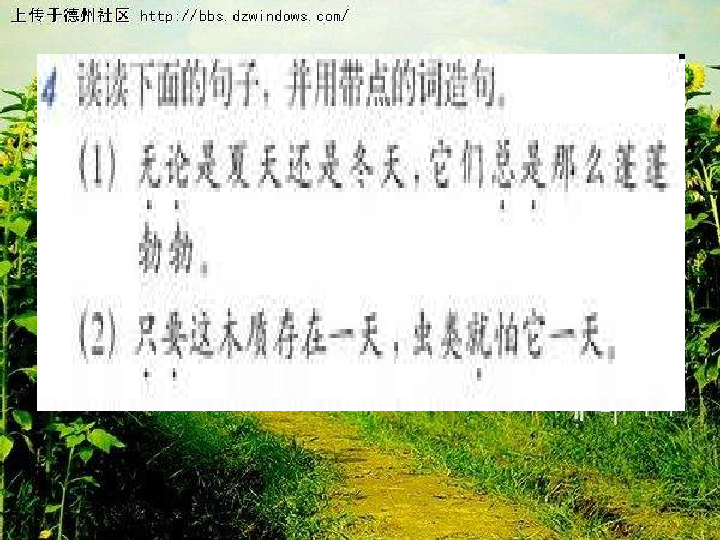 上传于德州社区 http://bbs.dzwindows.com/
4 读读下面的句子，并用带点的词造句。
(1) 无论是夏天还是冬天，它们总是那么蓬蓬
勃勃。
(2) 只要这木质存在一天，虫类就怕它一天。